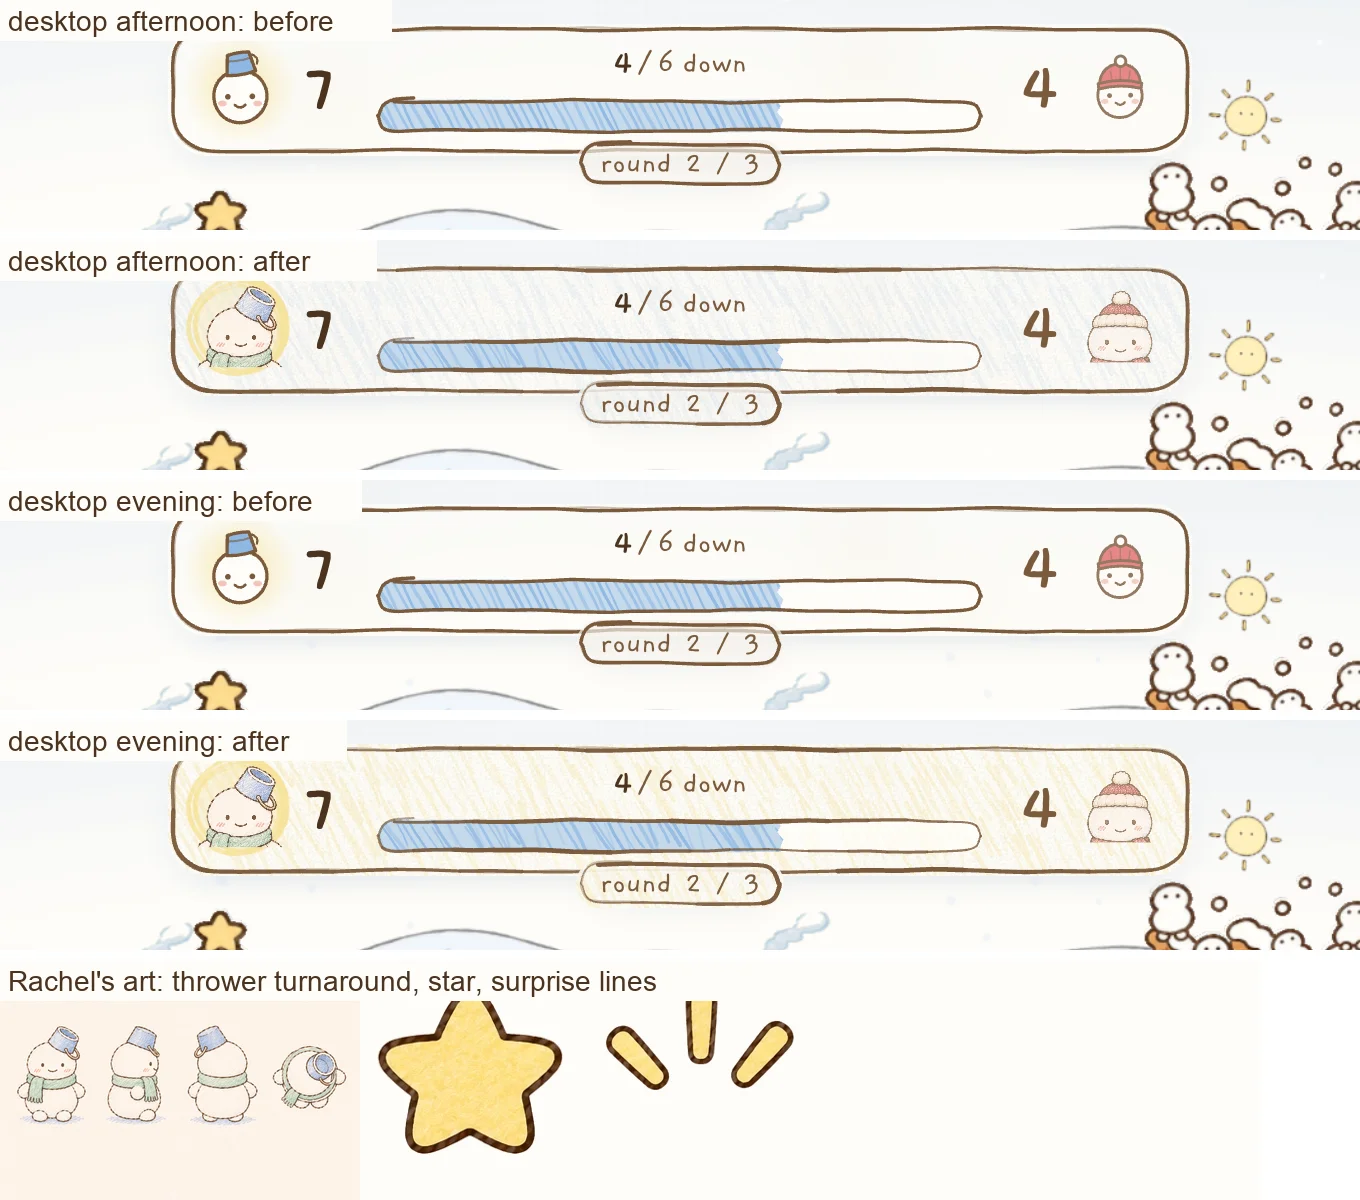 desktop afternoon: before
7
4 / 6 down
4
round 2 / 3
desktop afternoon: after
7
4 / 6 down
4
round 2 / 3
desktop evening: before
7
4 / 6 down
4
round 2 / 3
desktop evening: after
7
4 / 6 down
4
round 2 / 3
Rachel's art: thrower turnaround, star, surprise lines